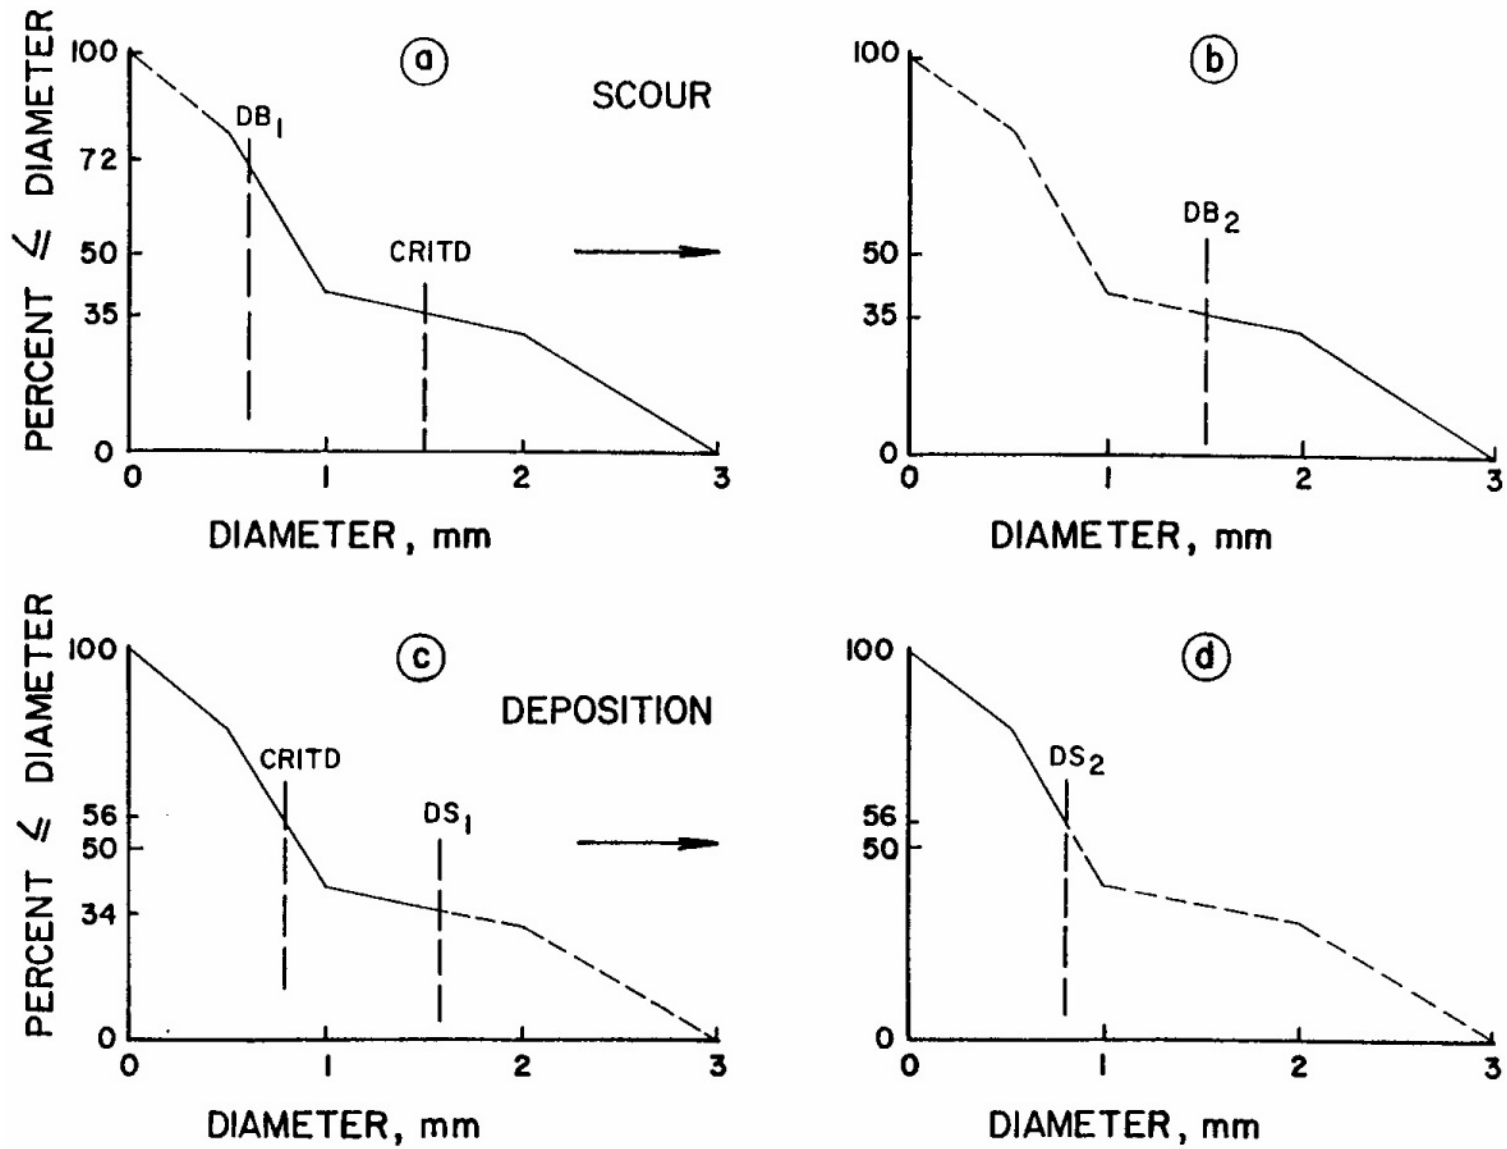 PERCENT ≤ DIAMETER
100
72
50
35
0
a
SCOUR
DB1
CRITD
0 1 2 3
DIAMETER, mm
b
100
50
35
0
DB2
0 1 2 3
DIAMETER, mm
PERCENT ≤ DIAMETER
100
56
50
34
0
c
DEPOSITION
CRITD
DS1
0 1 2 3
DIAMETER, mm
d
100
56
50
0
DS2
0 1 2 3
DIAMETER, mm